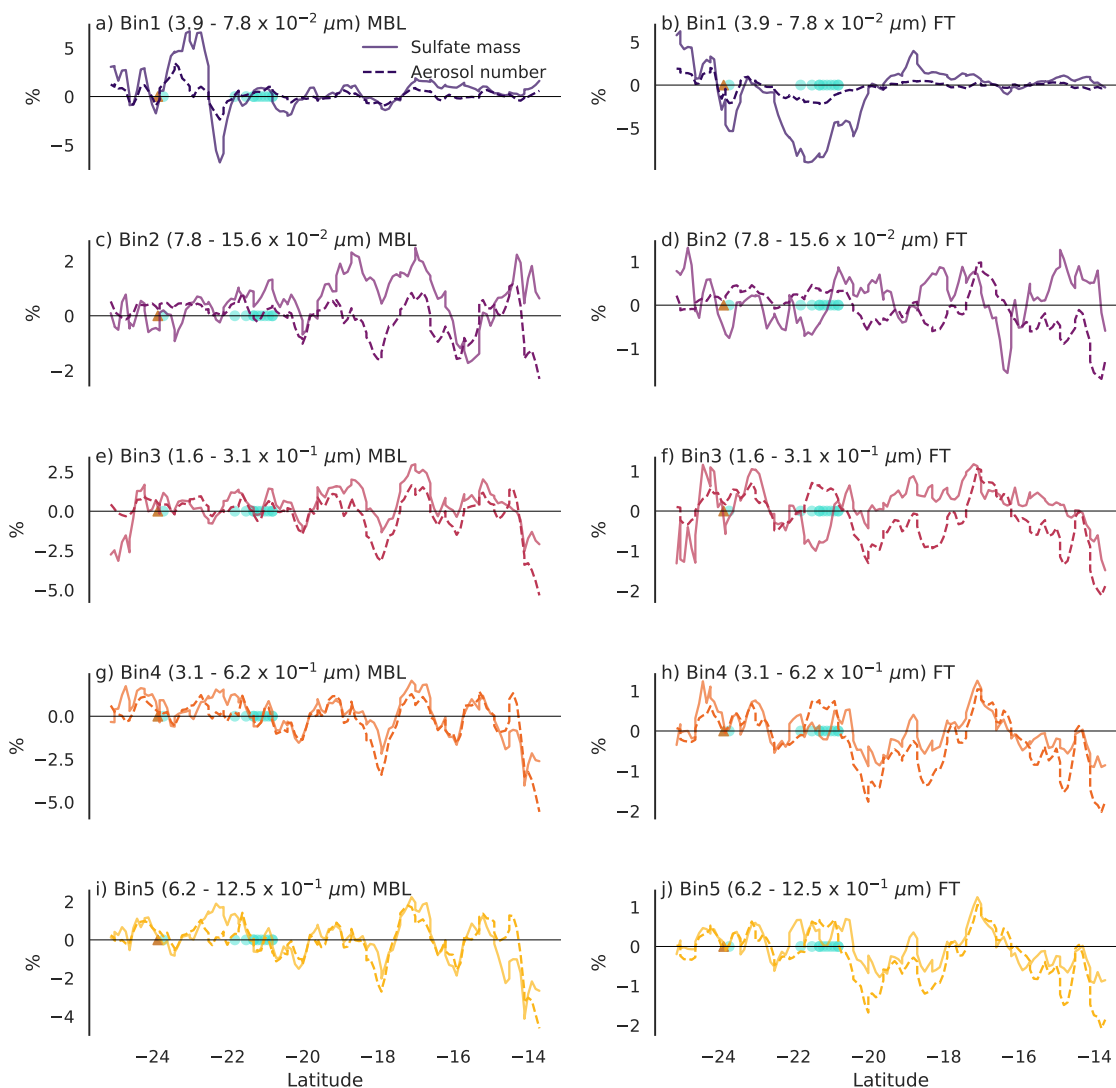 a) Bin1 (3.9 - 7.8 x 10⁻² μm) MBL
5
0
−5
%
Sulfate mass
Aerosol number
b) Bin1 (3.9 - 7.8 x 10⁻² μm) FT
5
0
−5
%
c) Bin2 (7.8 - 15.6 x 10⁻² μm) MBL
2
0
−2
%
d) Bin2 (7.8 - 15.6 x 10⁻² μm) FT
1
0
−1
%
e) Bin3 (1.6 - 3.1 x 10⁻¹ μm) MBL
2.5
0.0
−2.5
−5.0
%
f) Bin3 (1.6 - 3.1 x 10⁻¹ μm) FT
1
0
−1
−2
%
g) Bin4 (3.1 - 6.2 x 10⁻¹ μm) MBL
0.0
−2.5
−5.0
%
h) Bin4 (3.1 - 6.2 x 10⁻¹ μm) FT
1
0
−1
−2
%
i) Bin5 (6.2 - 12.5 x 10⁻¹ μm) MBL
2
0
−2
−4
%
−24 −22 −20 −18 −16 −14
Latitude
j) Bin5 (6.2 - 12.5 x 10⁻¹ μm) FT
1
0
−1
−2
%
−24 −22 −20 −18 −16 −14
Latitude